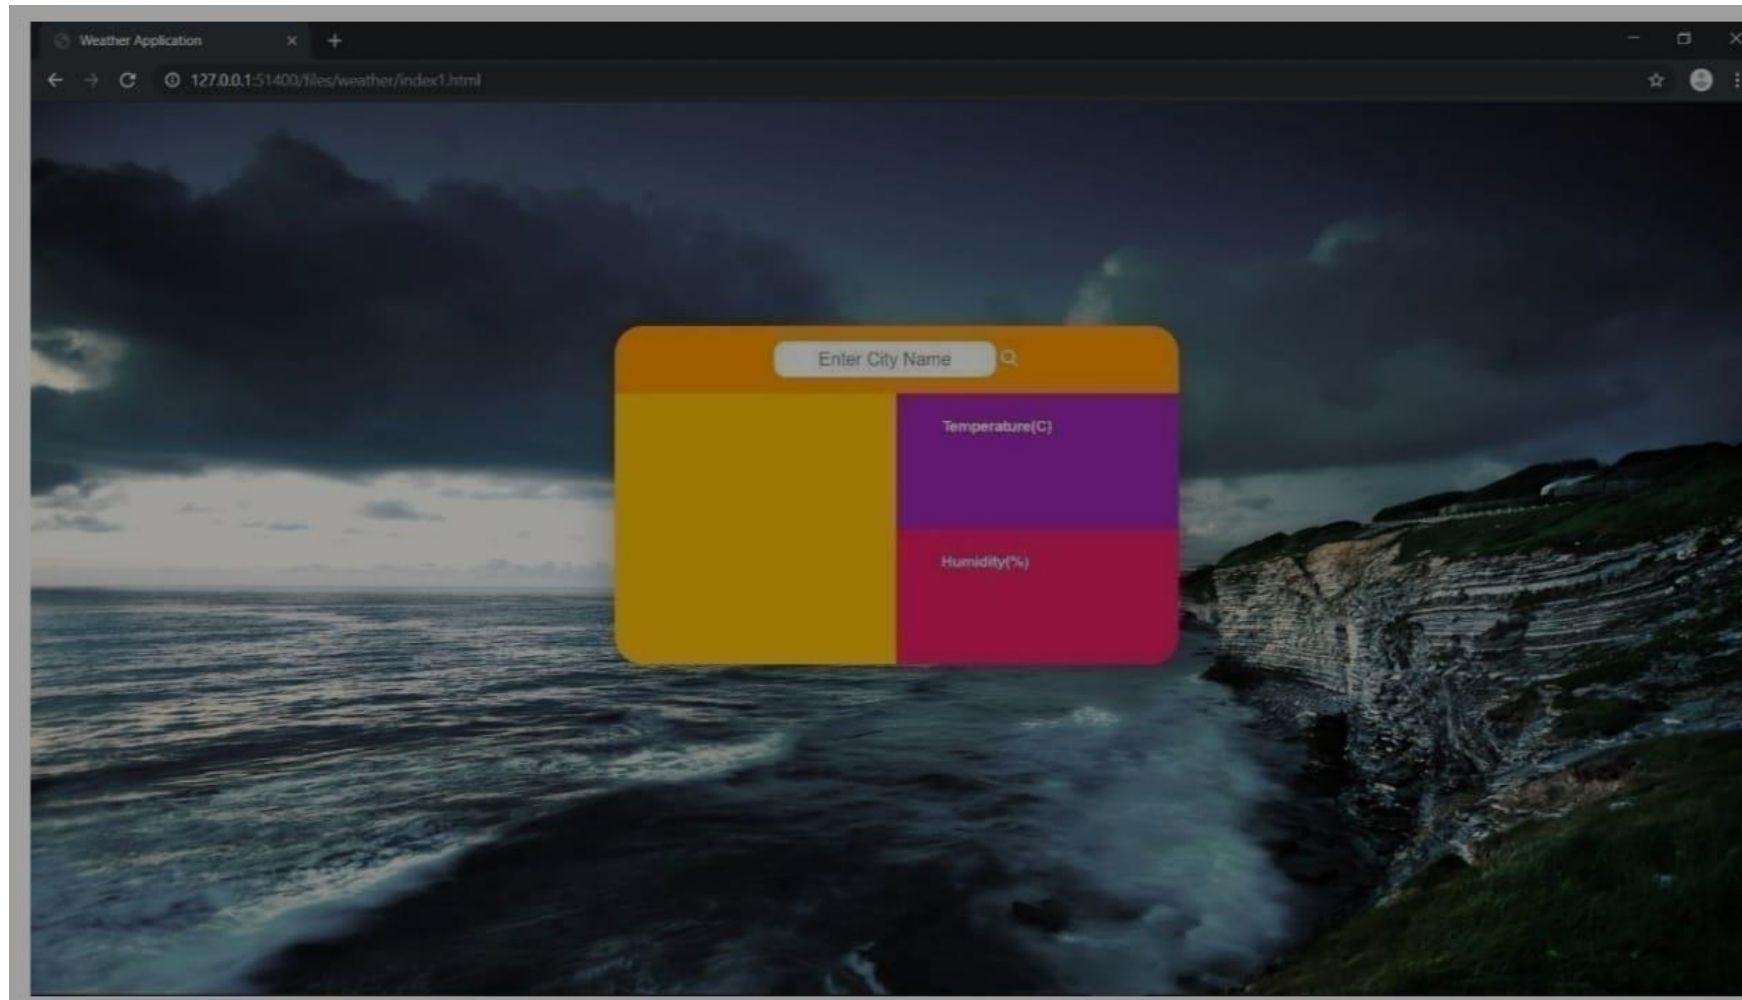 Weather Application
127.0.0.1:51400/files/weather/index1.html
Enter City Name
Temperature(C)
Humidity(%)